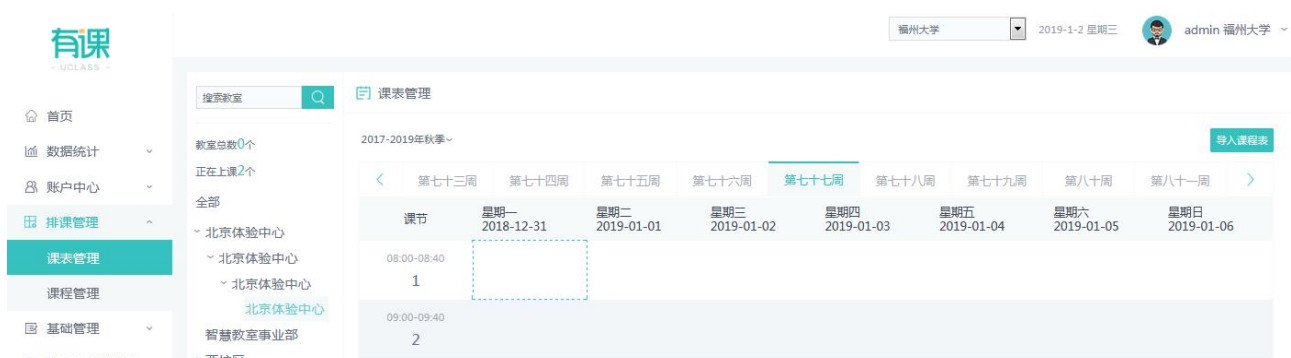 有课
- UCLASS -
福州大学
2019-1-2 星期三
admin 福州大学
首页
数据统计
账户中心
排课管理
课表管理
课程管理
基础管理
搜索教室
教室总数0个
正在上课2个
全部
北京体验中心
北京体验中心
北京体验中心
北京体验中心
智慧教室事业部
课表管理
2017-2019年秋季
导入课程表
第七十三周 第七十四周 第七十五周 第七十六周 第七十七周 第七十八周 第七十九周 第八十周 第八十一周
课节 星期一 星期二 星期三 星期四 星期五 星期六 星期日
2018-12-31 2019-01-01 2019-01-02 2019-01-03 2019-01-04 2019-01-05 2019-01-06
08:00-08:40
1
09:00-09:40
2